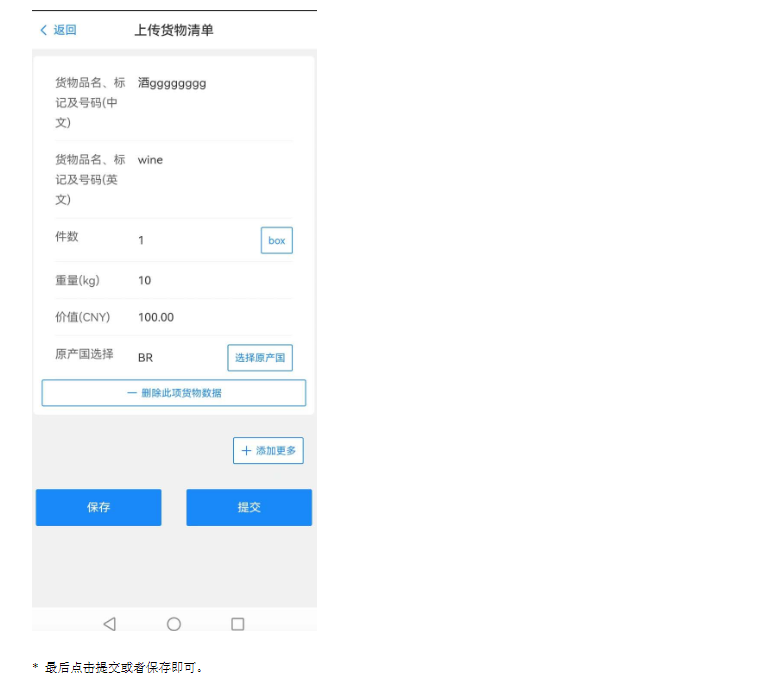 返回 上传货物清单
货物品名、标 酒gggggggg
记及号码(中
文)
货物品名、标 wine
记及号码(英
文)
件数 1 box
重量(kg) 10
价值(CNY) 100.00
原产国选择 BR 选择原产国
一 删除此项货物数据
+ 添加更多
保存 提交
* 最后点击提交或者保存即可。